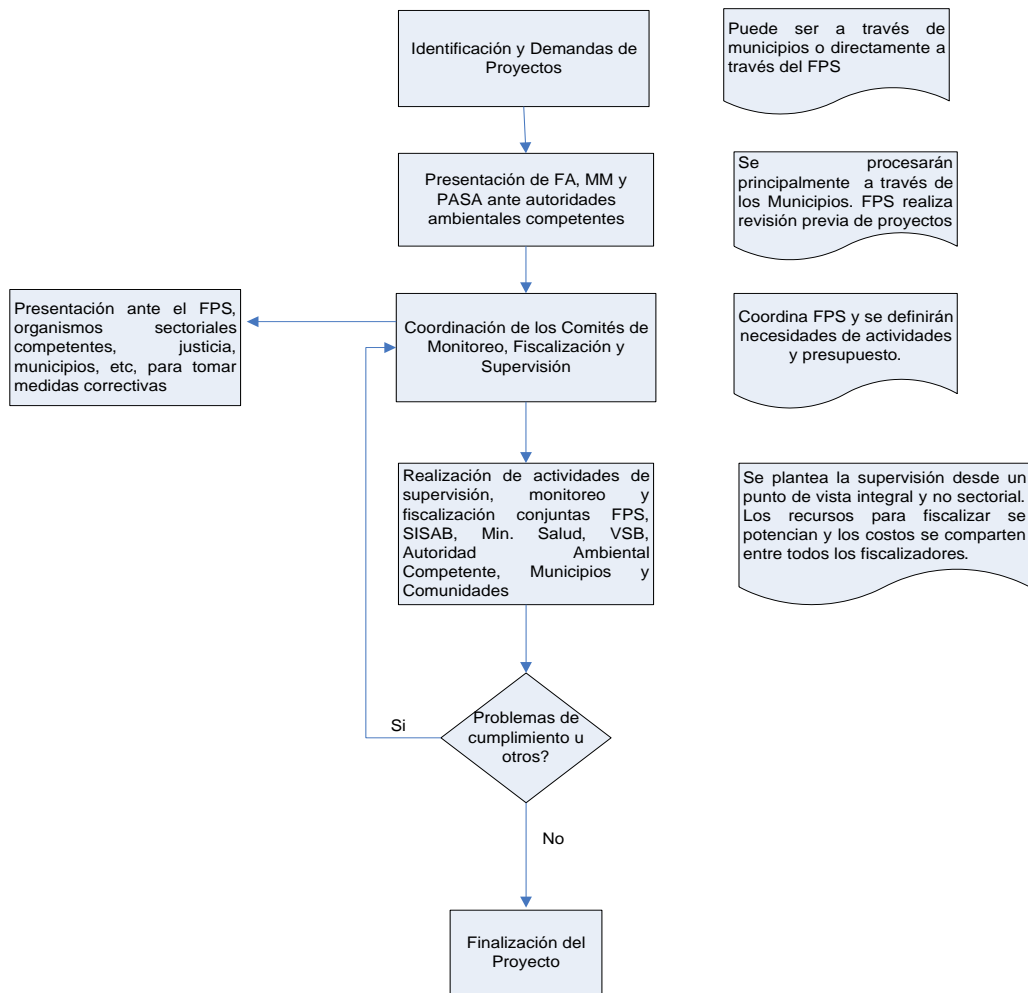 Identificación y Demandas de
Proyectos
Puede ser a través de
municipios o directamente a
través del FPS
Presentación de FA, MM y
PASA ante autoridades
ambientales competentes
Se procesarán
principalmente a través de
los Municipios. FPS realiza
revisión previa de proyectos
Presentación ante el FPS,
organismos sectoriales
competentes, justicia,
municipios, etc, para tomar
medidas correctivas
Coordinación de los Comités de
Monitoreo, Fiscalización y
Supervisión
Coordina FPS y se definirán
necesidades de actividades
y presupuesto.
Realización de actividades de
supervisión, monitoreo y
fiscalización conjuntas FPS,
SISAB, Min. Salud, VSB,
Autoridad Ambiental
Competente, Municipios y
Comunidades
Se plantea la supervisión desde un
punto de vista integral y no sectorial.
Los recursos para fiscalizar se
potencian y los costos se comparten
entre todos los fiscalizadores.
Problemas de
cumplimiento u
otros?
Si
No
Finalización del
Proyecto